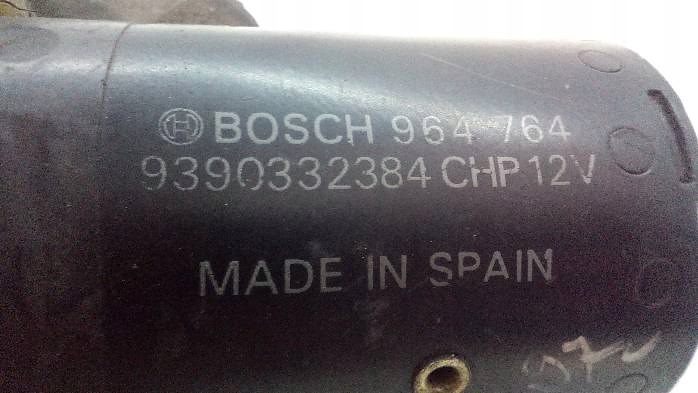 BOSCH 964 764
9390332384 CHP 12V
MADE IN SPAIN